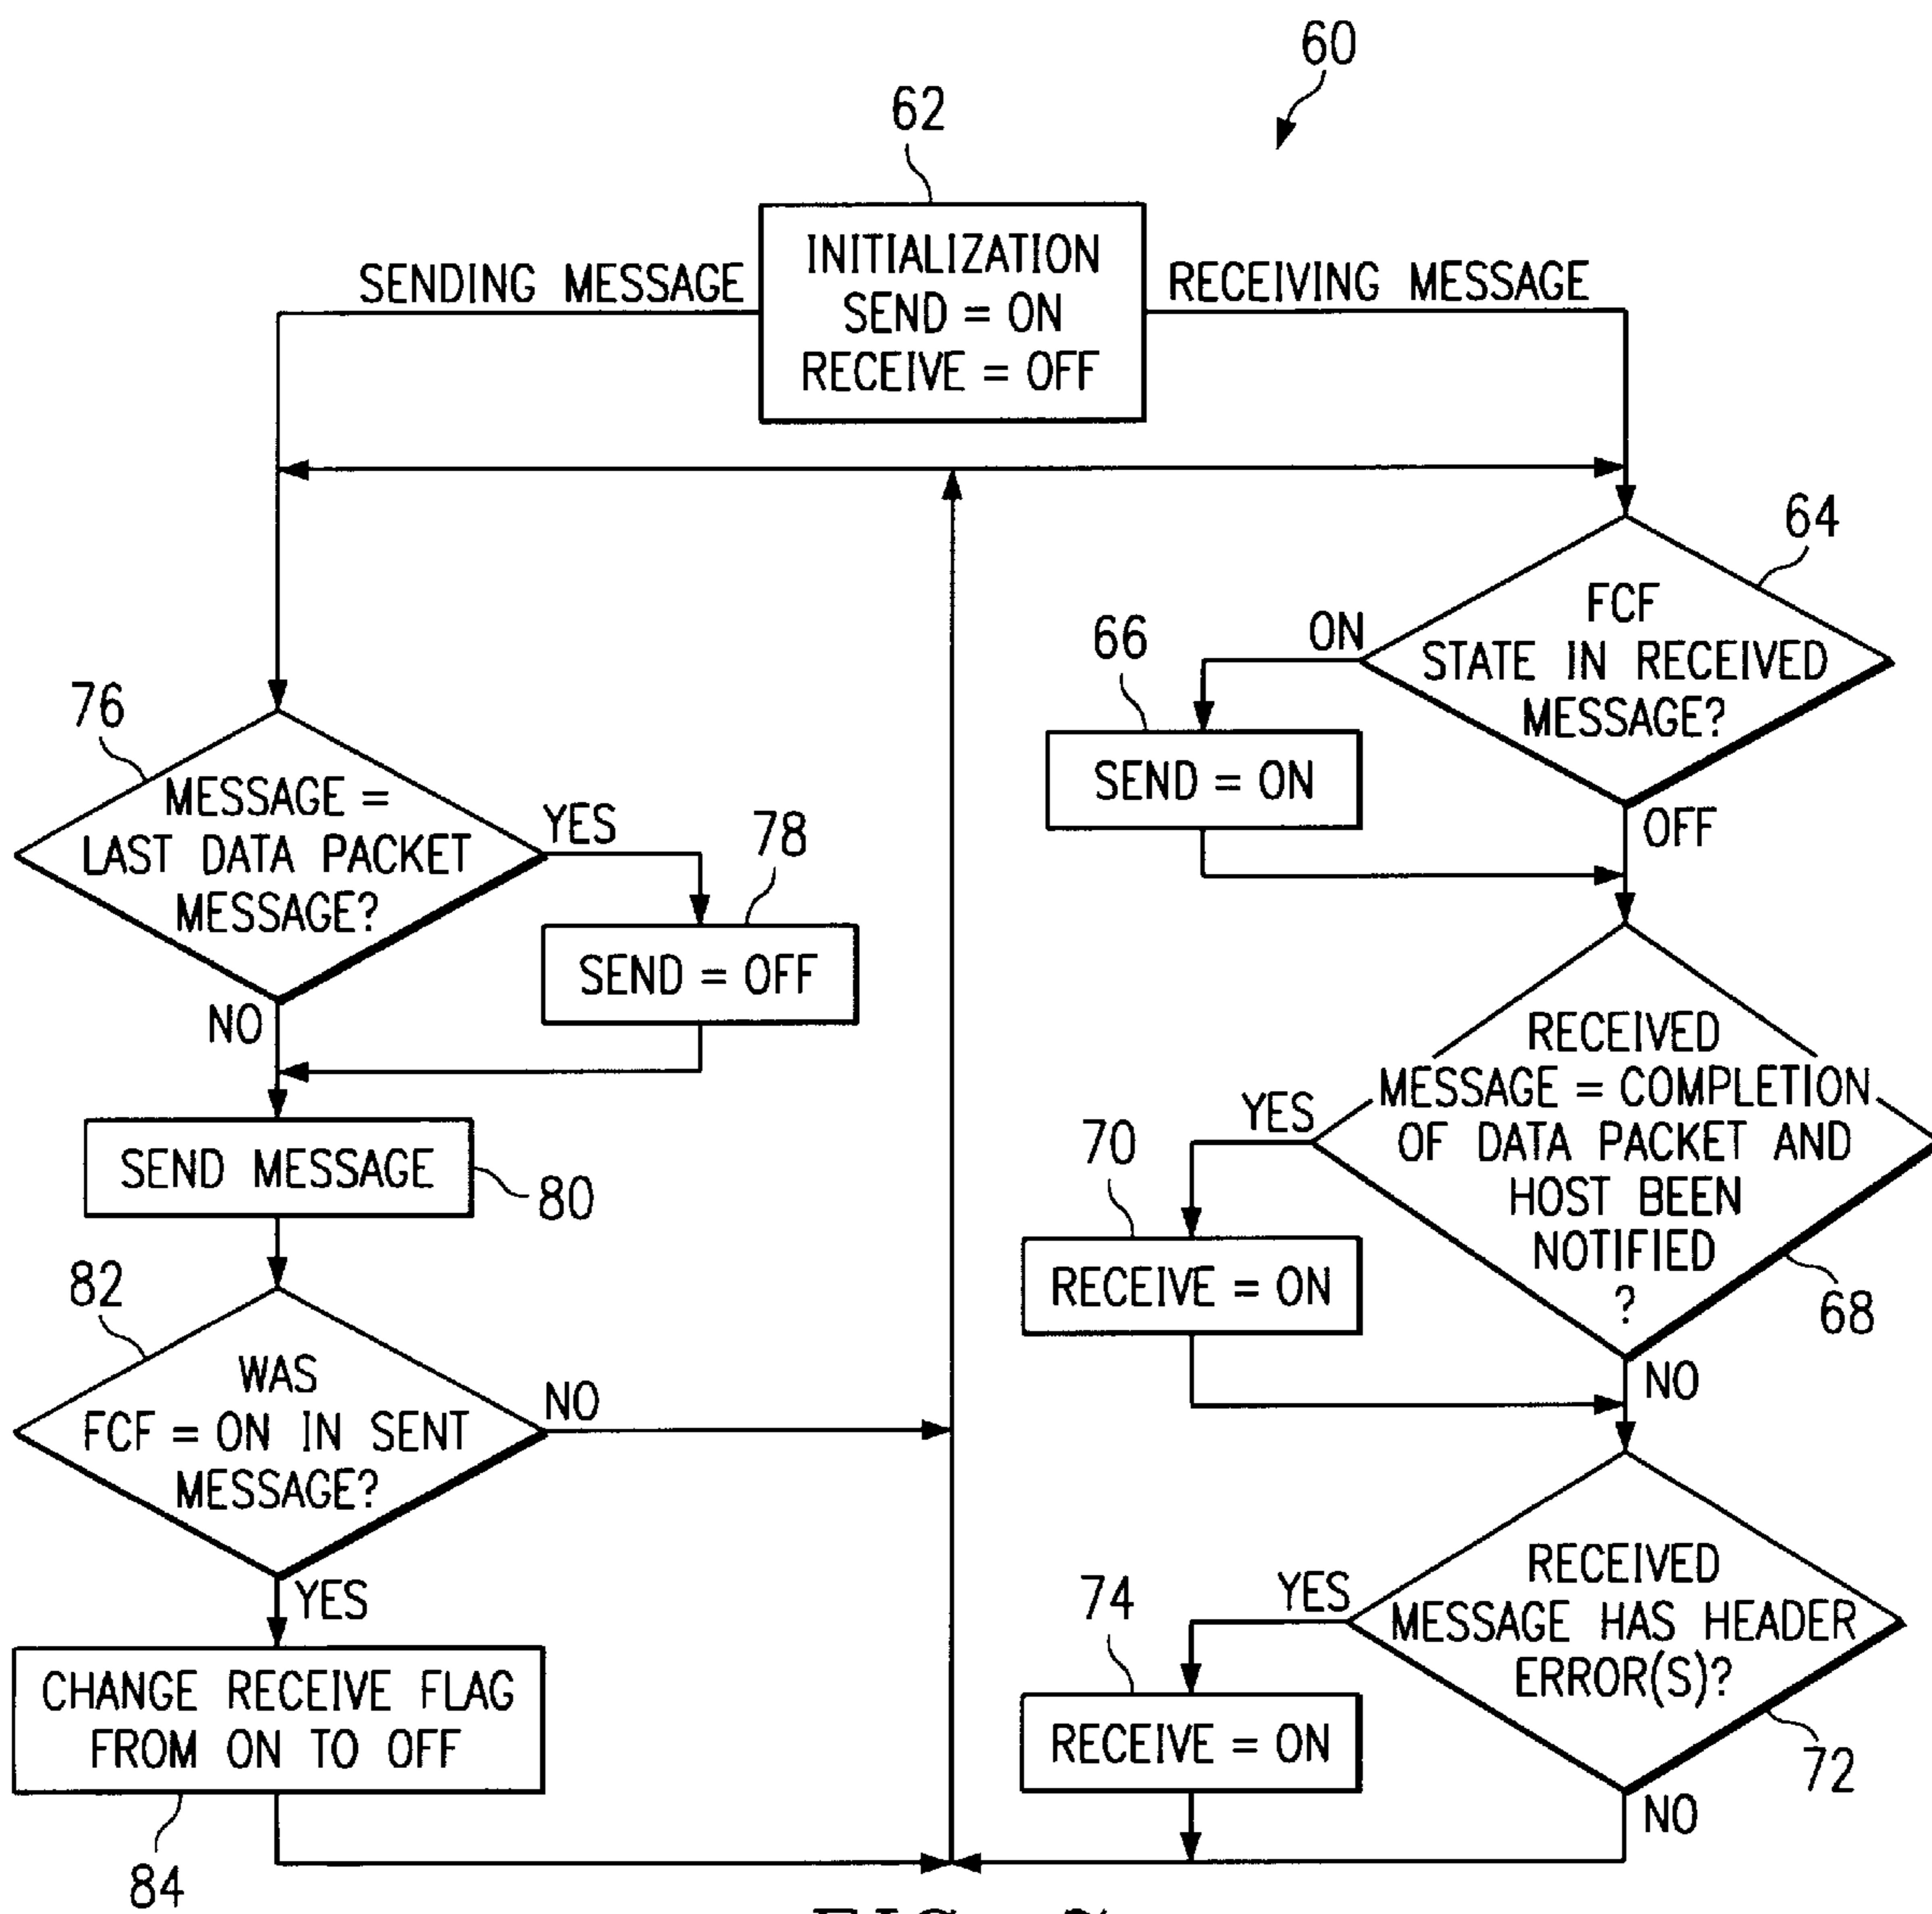 60
62
INITIALIZATION
SEND = ON
RECEIVE = OFF
SENDING MESSAGE
RECEIVING MESSAGE
64
FCF
STATE IN RECEIVED
MESSAGE?
ON
OFF
66
SEND = ON
76
MESSAGE =
LAST DATA PACKET
MESSAGE?
YES
NO
78
SEND = OFF
RECEIVED
MESSAGE = COMPLETION
OF DATA PACKET AND
HOST BEEN
NOTIFIED
?
68
YES
NO
70
RECEIVE = ON
SEND MESSAGE
80
82
WAS
FCF = ON IN SENT
MESSAGE?
NO
YES
RECEIVED
MESSAGE HAS HEADER
ERROR(S)?
72
YES
NO
74
RECEIVE = ON
CHANGE RECEIVE FLAG
FROM ON TO OFF
84